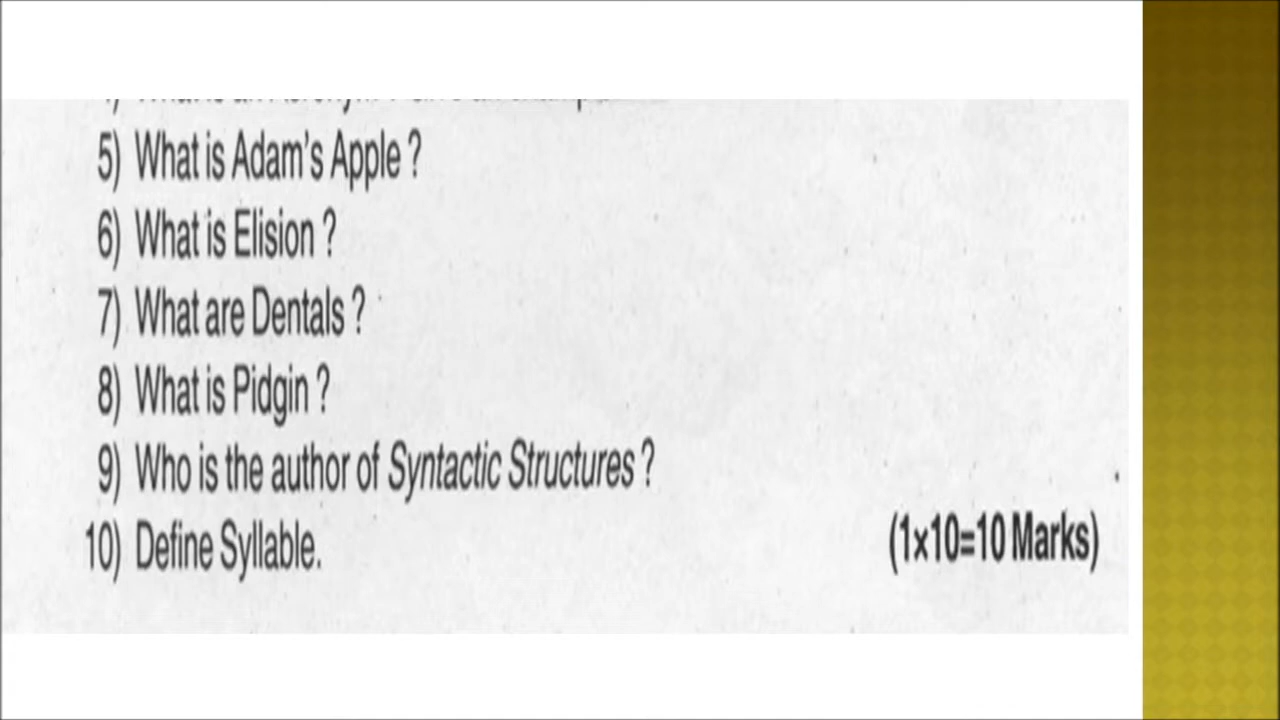 5) What is Adam's Apple ?
6) What is Elision ?
7) What are Dentals ?
8) What is Pidgin ?
9) Who is the author of Syntactic Structures ?
10) Define Syllable.
(1x10=10 Marks)